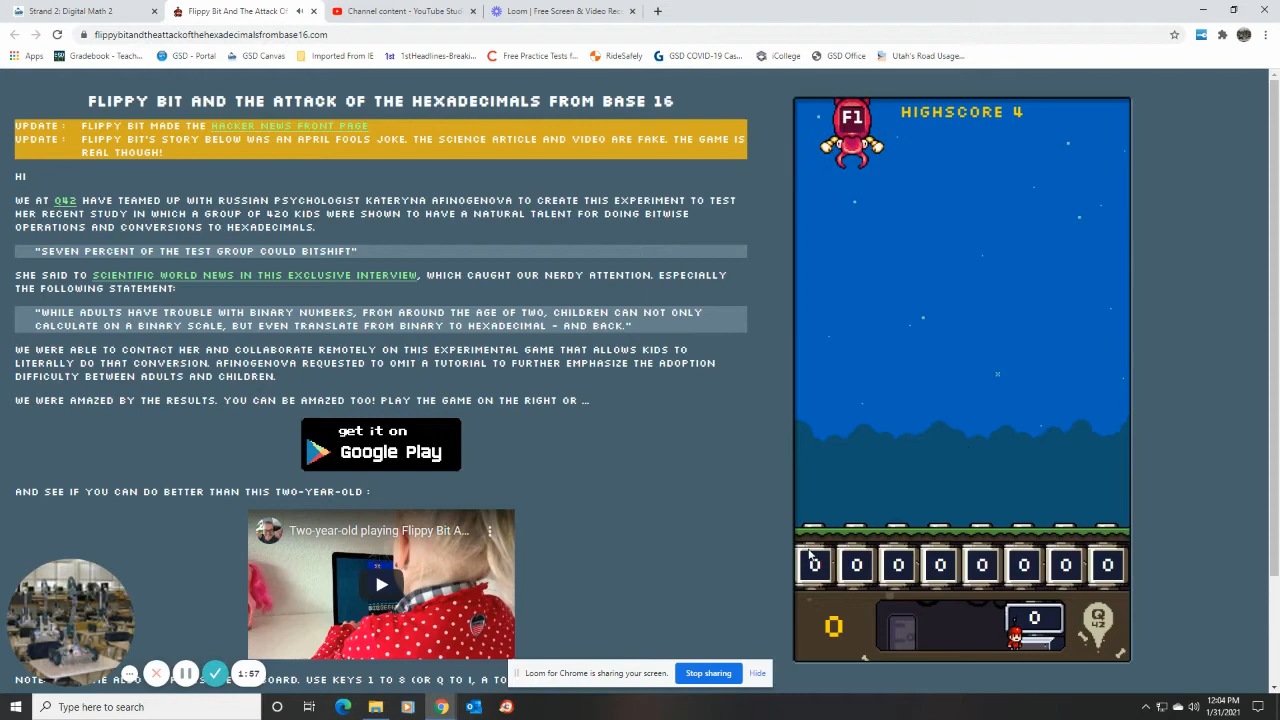 Strand 2: Digital Math 2
Flippy Bit And The Attack Of
Channel content - YouTube Stud
Loom | Free Screen & Video Rec
flippybitandtheattackofthehexadecimalsfrombase16.com
Apps
Gradebook - Teach...
GSD - Portal
GSD Canvas
Imported From IE
1stHeadlines-Breaki...
Free Practice Tests f...
RideSafely
GSD COVID-19 Cas...
iCollege
GSD Office
Utah's Road Usage...
FLIPPY BIT AND THE ATTACK OF THE HEXADECIMALS FROM BASE 16
UPDATE : FLIPPY BIT MADE THE HACKER NEWS FRONT PAGE
UPDATE : FLIPPY BIT'S STORY BELOW WAS AN APRIL FOOLS JOKE. THE SCIENCE ARTICLE AND VIDEO ARE FAKE. THE GAME IS
REAL THOUGH!
HI
WE AT Q42 HAVE TEAMED UP WITH RUSSIAN PSYCHOLOGIST KATERYNA AFINOGENOVA TO CREATE THIS EXPERIMENT TO TEST
HER RECENT STUDY IN WHICH A GROUP OF 420 KIDS WERE SHOWN TO HAVE A NATURAL TALENT FOR DOING BITWISE
OPERATIONS AND CONVERSIONS TO HEXADECIMALS.
"SEVEN PERCENT OF THE TEST GROUP COULD BITSHIFT"
SHE SAID TO SCIENTIFIC WORLD NEWS IN THIS EXCLUSIVE INTERVIEW, WHICH CAUGHT OUR NERDY ATTENTION. ESPECIALLY
THE FOLLOWING STATEMENT:
"WHILE ADULTS HAVE TROUBLE WITH BINARY NUMBERS, FROM AROUND THE AGE OF TWO, CHILDREN CAN NOT ONLY
CALCULATE ON A BINARY SCALE, BUT EVEN TRANSLATE FROM BINARY TO HEXADECIMAL - AND BACK."
WE WERE ABLE TO CONTACT HER AND COLLABORATE REMOTELY ON THIS EXPERIMENTAL GAME THAT ALLOWS KIDS TO
LITERALLY DO THAT CONVERSION. AFINOGENOVA REQUESTED TO OMIT A TUTORIAL TO FURTHER EMPHASIZE THE ADOPTION
DIFFICULTY BETWEEN ADULTS AND CHILDREN.
WE WERE AMAZED BY THE RESULTS. YOU CAN BE AMAZED TOO! PLAY THE GAME ON THE RIGHT OR ...
get it on
Google Play
AND SEE IF YOU CAN DO BETTER THAN THIS TWO-YEAR-OLD :
Two-year-old playing Flippy Bit A...
F1
HIGHSCORE 4
0 0 0 0 0 0 0 0
0
0
Q
42
1:57
Loom for Chrome is sharing your screen.
Stop sharing
Hide
Type here to search
12:04 PM
1/31/2021